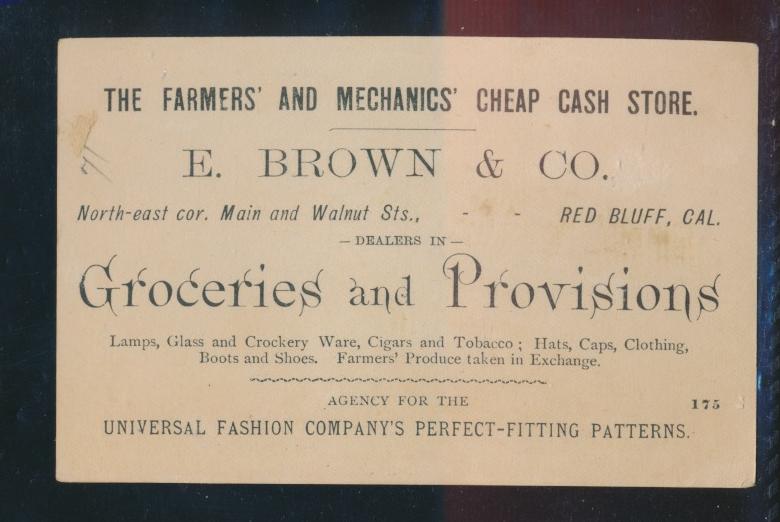 THE FARMERS' AND MECHANICS' CHEAP CASH STORE.
E. BROWN & CO.
North-east cor. Main and Walnut Sts., - - RED BLUFF, CAL.
— DEALERS IN —
Groceries and Provisions
Lamps, Glass and Crockery Ware, Cigars and Tobacco; Hats, Caps, Clothing,
Boots and Shoes. Farmers' Produce taken in Exchange.
AGENCY FOR THE
175
UNIVERSAL FASHION COMPANY'S PERFECT-FITTING PATTERNS.